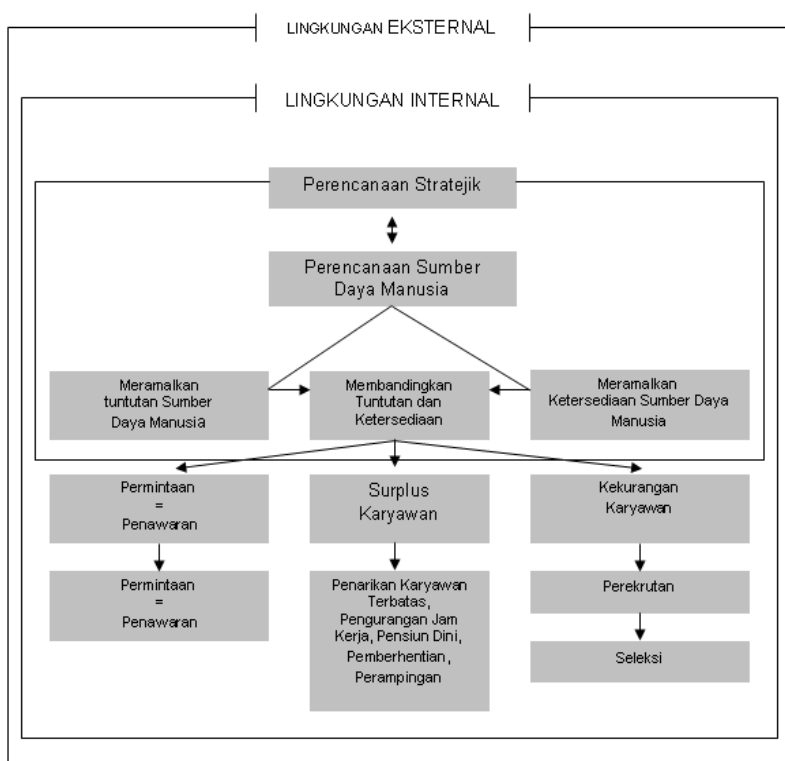 LINGKUNGAN EKSTERNAL
LINGKUNGAN INTERNAL
Perencanaan Stratejik
Perencanaan Sumber
Daya Manusia
Meramalkan
tuntutan Sumber
Daya Manusia
Membandingkan
Tuntutan dan
Ketersediaan
Meramalkan
Ketersediaan Sumber Daya
Manusia
Permintaan
=
Penawaran
Surplus
Karyawan
Kekurangan
Karyawan
Permintaan
=
Penawaran
Penarikan Karyawan
Terbatas,
Pengurangan Jam
Kerja, Pensiun Dini,
Pemberhentian,
Perampingan
Perekrutan
Seleksi